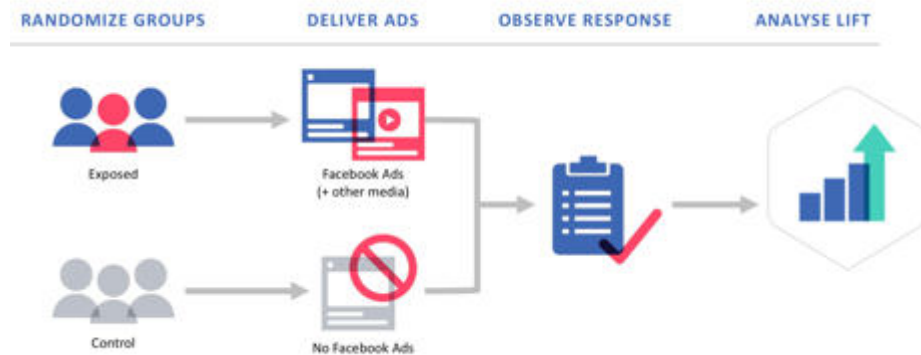 RANDOMIZE GROUPS
DELIVER ADS
OBSERVE RESPONSE
ANALYSE LIFT
Exposed
Facebook Ads
(+ other media)
Control
No Facebook Ads